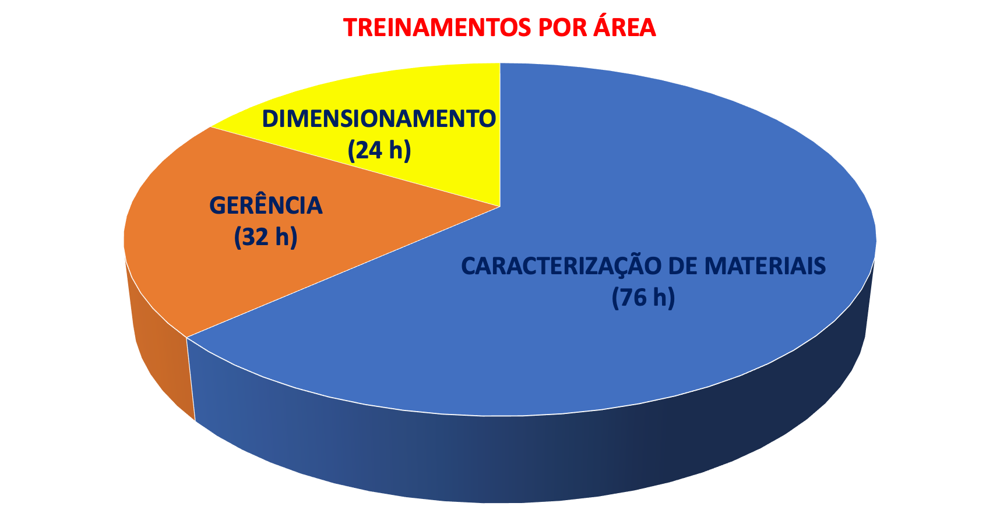 TREINAMENTOS POR ÁREA
DIMENSIONAMENTO
(24 h)
GERÊNCIA
(32 h)
CARACTERIZAÇÃO DE MATERIAIS
(76 h)